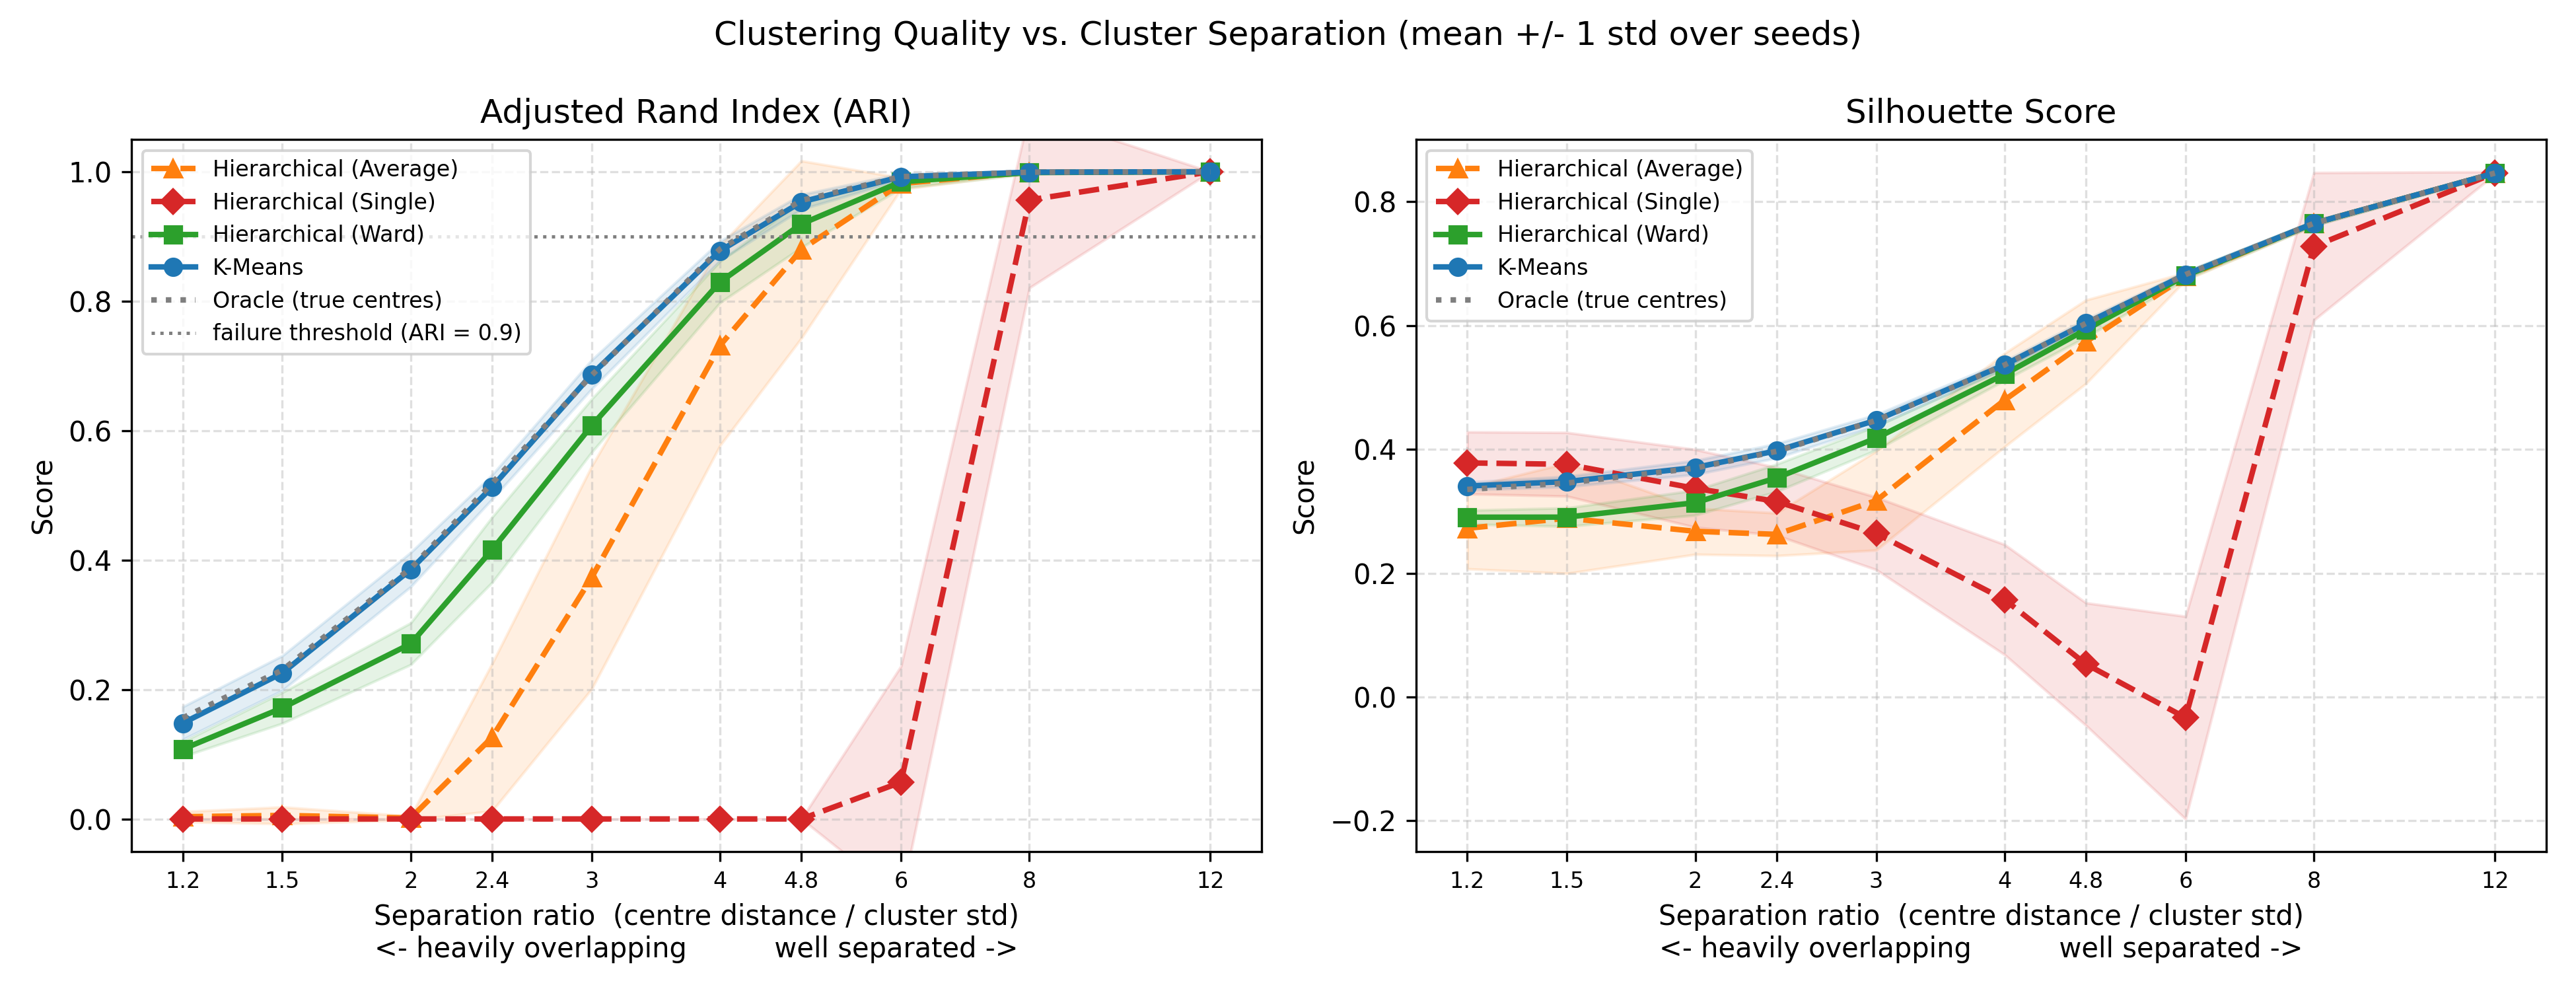 Clustering Quality vs. Cluster Separation (mean +/- 1 std over seeds)
Adjusted Rand Index (ARI)
Score
1.0
0.8
0.6
0.4
0.2
0.0
Hierarchical (Average)
Hierarchical (Single)
Hierarchical (Ward)
K-Means
Oracle (true centres)
failure threshold (ARI = 0.9)
1.2 1.5 2 2.4 3 4 4.8 6 8 12
Separation ratio (centre distance / cluster std)
<- heavily overlapping well separated ->
Silhouette Score
Score
0.8
0.6
0.4
0.2
0.0
−0.2
Hierarchical (Average)
Hierarchical (Single)
Hierarchical (Ward)
K-Means
Oracle (true centres)
1.2 1.5 2 2.4 3 4 4.8 6 8 12
Separation ratio (centre distance / cluster std)
<- heavily overlapping well separated ->